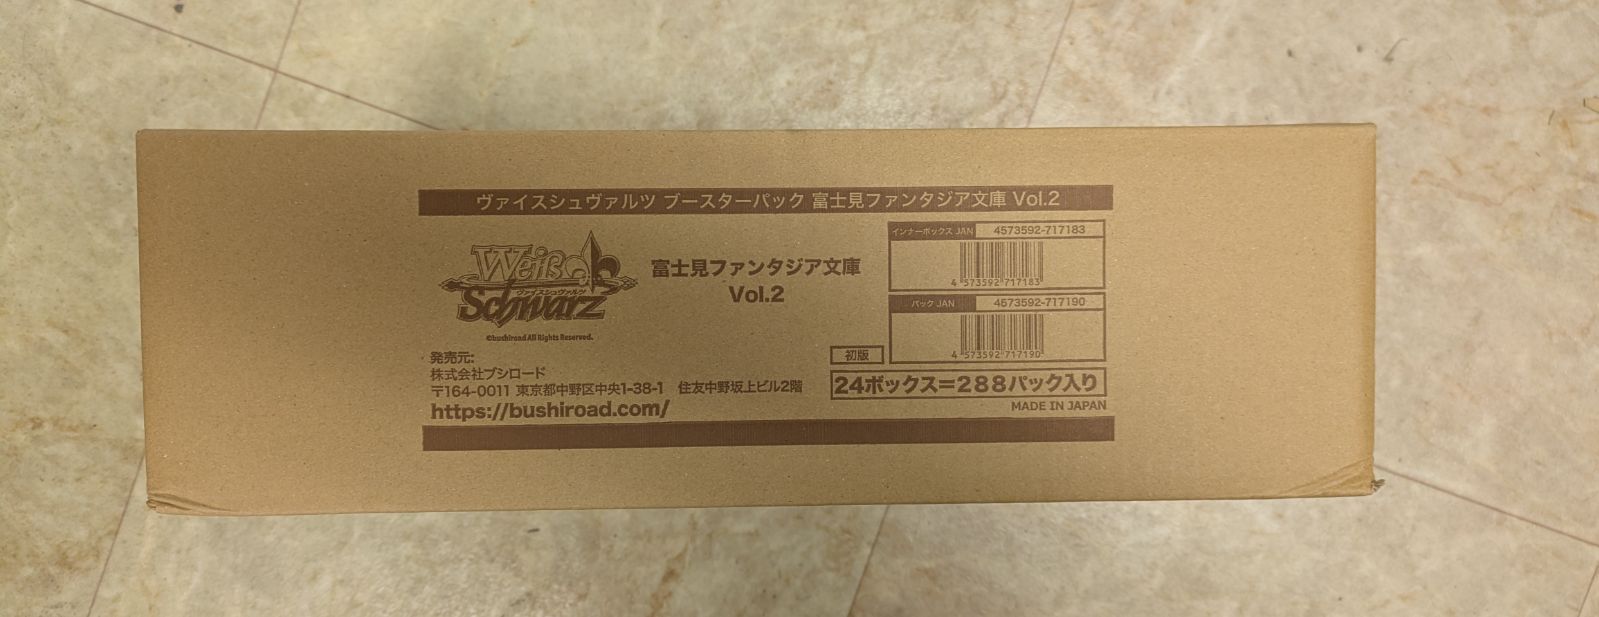 ヴァイスシュヴァルツ ブースターパック 富士見ファンタジア文庫 Vol.2
Weiß
ヴァイスシュヴァルツ
Schwarz
©bushiroad All Rights Reserved.
富士見ファンタジア文庫
Vol.2
インナーボックス JAN 4573592-717183
4 573592 717183
パック JAN 4573592-717190
4 573592 717190
発売元:
株式会社ブシロード
〒164-0011 東京都中野区中央1-38-1 住友中野坂上ビル2階
https://bushiroad.com/
初版
24ボックス=288パック入り
MADE IN JAPAN